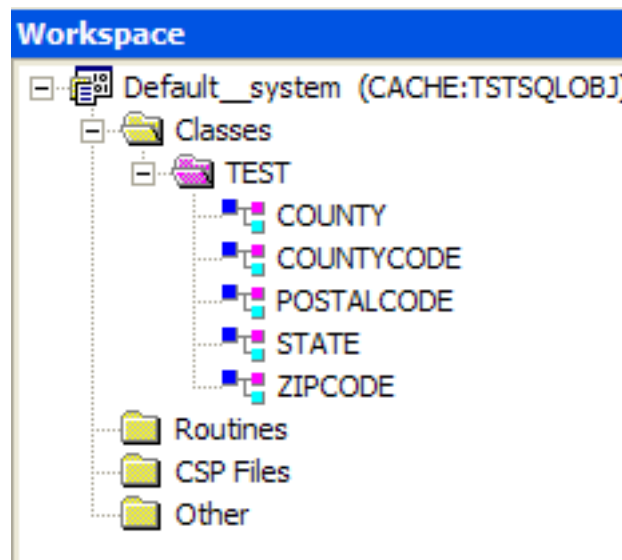 Workspace
Default__system (CACHE:TSTSQLOBJ)
Classes
TEST
COUNTY
COUNTYCODE
POSTALCODE
STATE
ZIPCODE
Routines
CSP Files
Other